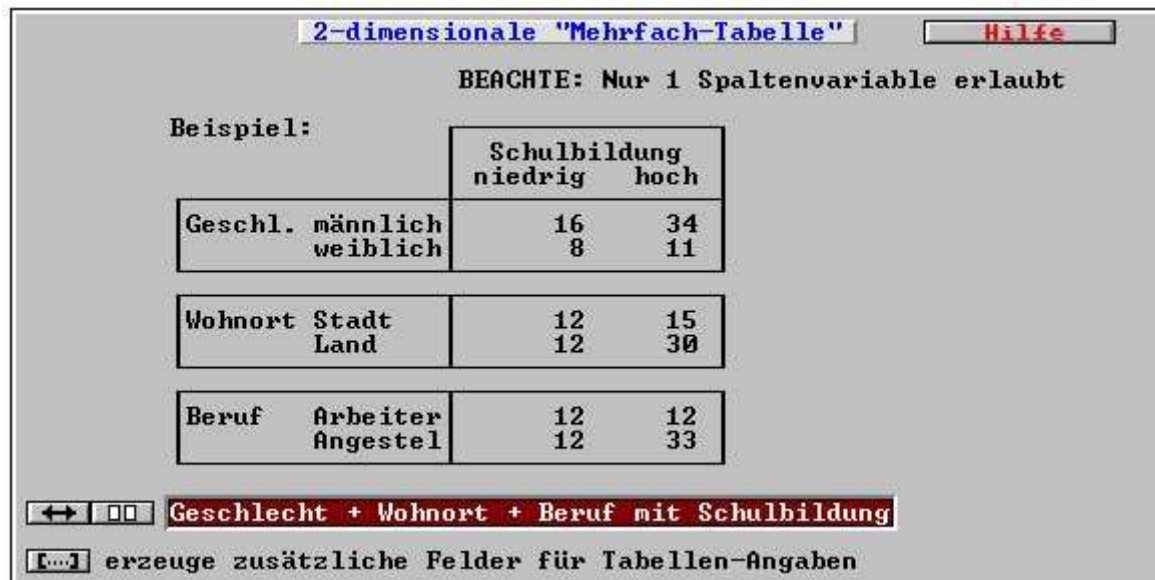 2-dimensionale "Mehrfach-Tabelle" Hilfe
BEACHTE: Nur 1 Spaltenvariable erlaubt
Beispiel:
Schulbildung
niedrig hoch
Geschl. männlich 16 34
weiblich 8 11
Wohnort Stadt 12 15
Land 12 30
Beruf Arbeiter 12 12
Angestel 12 33
Geschlecht + Wohnort + Beruf mit Schulbildung
[....] erzeuge zusätzliche Felder für Tabellen-Angaben